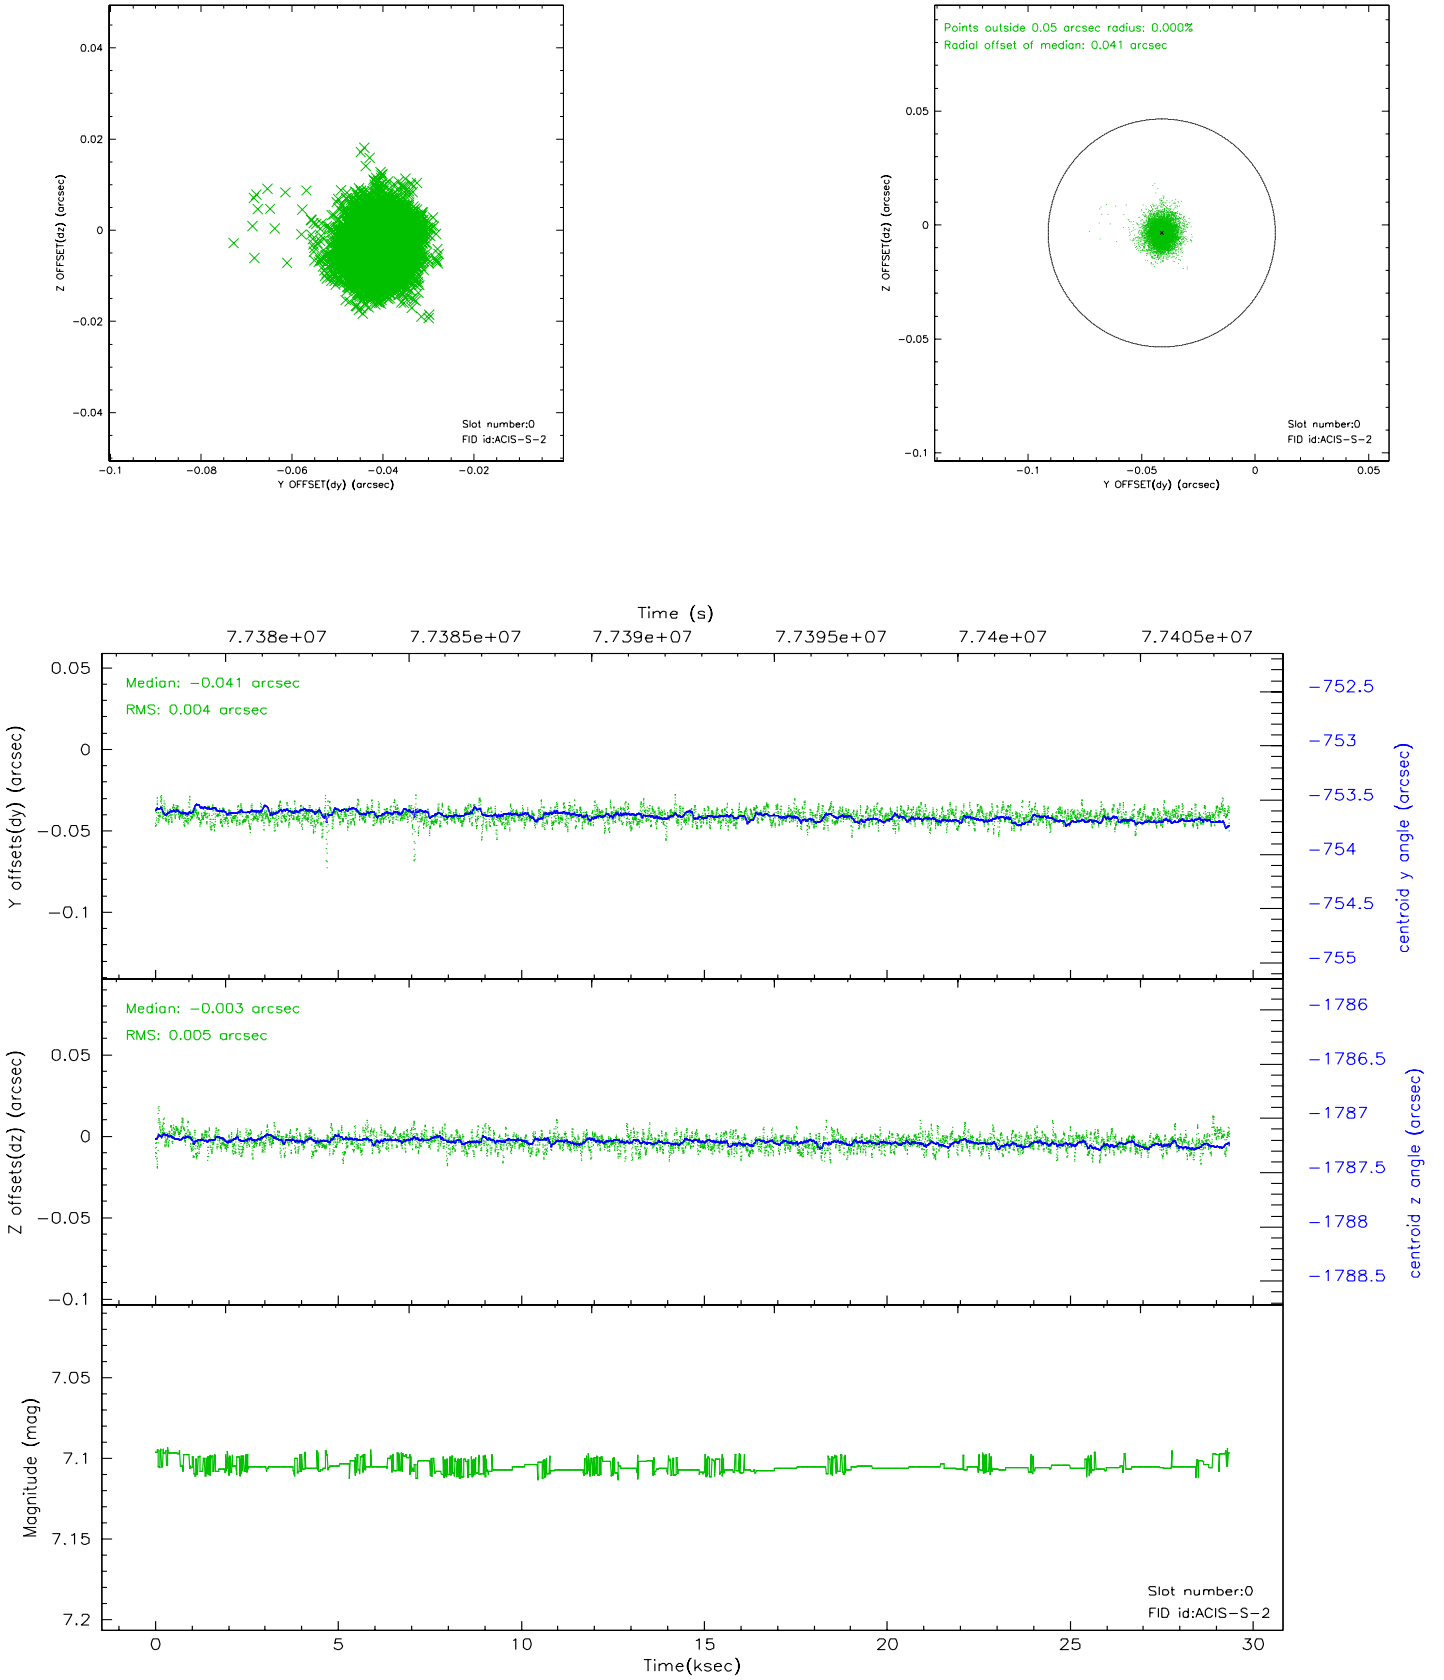 0.04
0.02
0
−0.02
−0.04
Z OFFSET(dz) (arcsec)
Slot number:0
FID id:ACIS−S−2
−0.1
−0.08
−0.06
−0.04
−0.02
Y OFFSET(dy) (arcsec)
Points outside 0.05 arcsec radius: 0.000%
Radial offset of median: 0.041 arcsec
0.05
0
−0.05
−0.1
Z OFFSET(dz) (arcsec)
Slot number:0
FID id:ACIS−S−2
−0.1
−0.05
0
0.05
Y OFFSET(dy) (arcsec)
Time (s)
7.738e+07
7.7385e+07
7.739e+07
7.7395e+07
7.74e+07
7.7405e+07
Median: −0.041 arcsec
RMS: 0.004 arcsec
0.05
0
−0.05
−0.1
Y offsets(dy) (arcsec)
−752.5
−753
−753.5
−754
−754.5
−755
centroid y angle (arcsec)
Median: −0.003 arcsec
RMS: 0.005 arcsec
0.05
0
−0.05
−0.1
Z offsets(dz) (arcsec)
−1786
−1786.5
−1787
−1787.5
−1788
−1788.5
centroid z angle (arcsec)
7.05
7.1
7.15
7.2
Magnitude (mag)
Slot number:0
FID id:ACIS−S−2
0
5
10
15
20
25
30
Time(ksec)